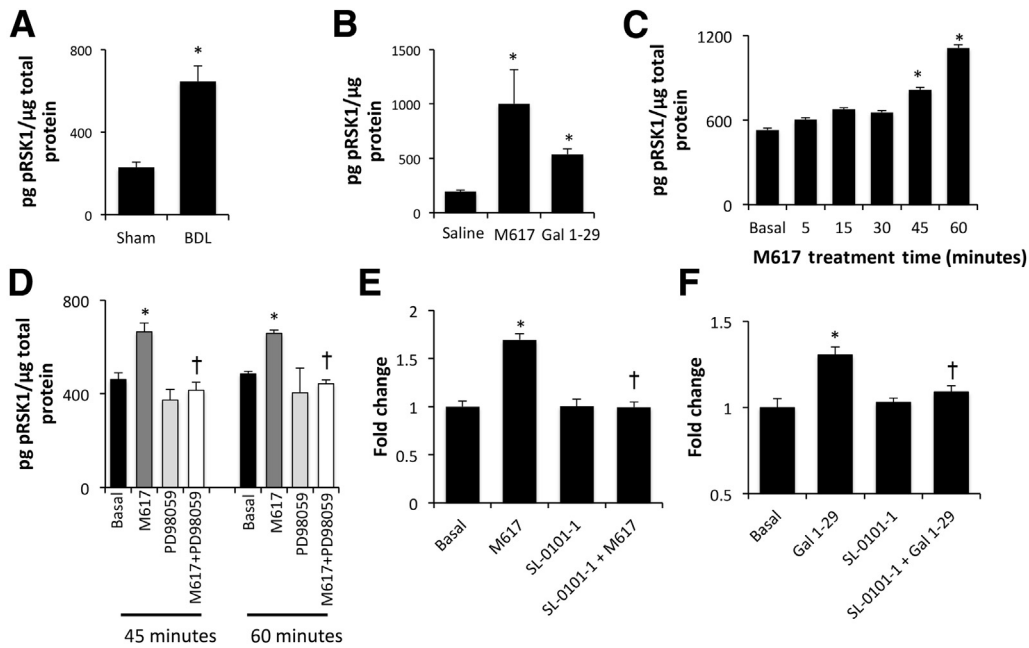 A
800
400
0
pg pRSK1/µg total
protein
*
Sham
BDL
B
1500
1000
500
0
pg pRSK1/µg
protein
*
*
Saline
M617
Gal 1-29
C
1200
600
0
pg pRSK1/µg total
protein
*
*
Basal
5
15
30
45
60
M617 treatment time (minutes)
D
800
400
0
pg pRSK1/µg total
protein
*
†
*
†
Basal
M617
PD98059
M617+PD98059
Basal
M617
PD98059
M617+PD98059
45 minutes
60 minutes
E
2
1.5
1
0.5
0
Fold change
*
†
Basal
M617
SL-0101-1
SL-0101-1 + M617
F
1.5
1
0.5
Fold change
*
†
Basal
Gal 1-29
SL-0101-1
SL-0101-1 + Gal 1-29